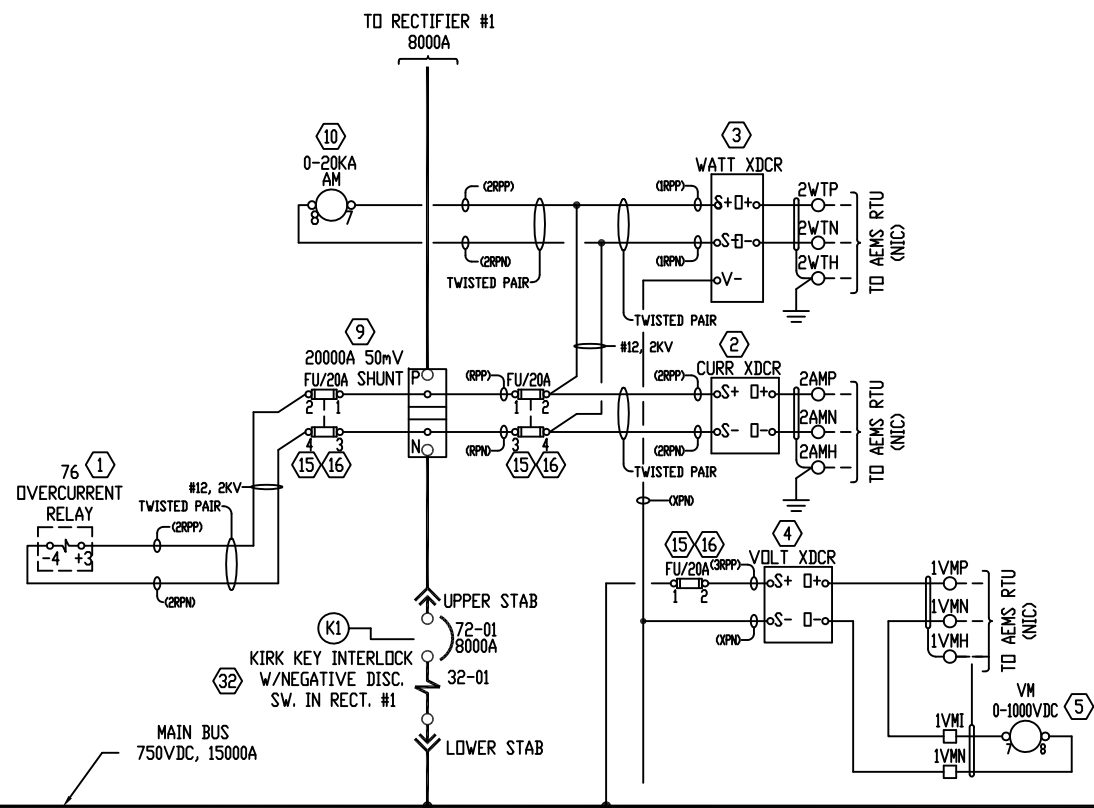 TO RECTIFIER #1
8000A
10
0-20KA
AM
8 7
(2RPP)
(2RPN)
TWISTED PAIR
3
WATT XDCR
(1RPP)
(1RPN)
S+ O+
S- O-
V-
2WTP
2WTN
2WTH
TO AEMS RTU
(NIC)
TWISTED PAIR
#12, 2KV
9
20000A 50mV
SHUNT
FU/20A
2 1
4 3
15 16
P
N
(RPP)
(RPN)
FU/20A
1 2
3 4
15 16
2
CURR XDCR
(2RPP)
(2RPN)
S+ O+
S- O-
2AMP
2AMN
2AMH
TO AEMS RTU
(NIC)
TWISTED PAIR
(XPN)
76 1
OVERCURRENT
RELAY
-4 +3
#12, 2KV
TWISTED PAIR
(2RPP)
(2RPN)
15 16
FU/20A
1 2
(3RPP)
(XPN)
4
VOLT XDCR
S+ O+
S- O-
1VMP
1VMN
1VMH
TO AEMS RTU
(NIC)
UPPER STAB
K1
72-01
8000A
KIRK KEY INTERLOCK
W/NEGATIVE DISC.
SW. IN RECT. #1
32
32-01
LOWER STAB
VM
0-1000VDC
5
1VMI
1VMN
7 8
MAIN BUS
750VDC, 15000A